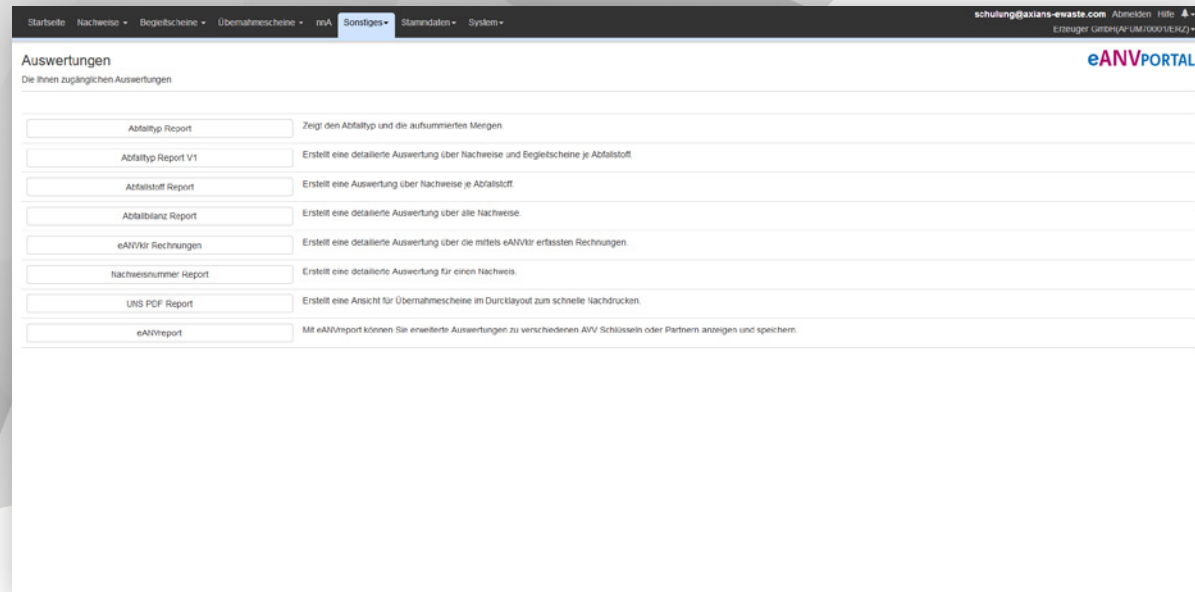 Startseite Nachweise Begleitscheine Übernahmescheine nnA Sonstiges Stammdaten System
schulung@axians-ewaste.com Abmelden Hilfe
Erzeuger GmbH(AFUM70001/ERZ)
Auswertungen
eANVPORTAL
Die Ihnen zugänglichen Auswertungen
Abfalltyp Report Zeigt den Abfalltyp und die aufsummierten Mengen.
Abfalltyp Report V1 Erstellt eine detaillierte Auswertung über Nachweise und Begleitscheine je Abfallstoff
Abfallstoff Report Erstellt eine Auswertung über Nachweise je Abfallstoff.
Abfallbilanz Report Erstellt eine detaillierte Auswertung über alle Nachweise.
eANVklr Rechnungen Erstellt eine detaillierte Auswertung über die mittels eANVklr erfassten Rechnungen.
Nachweisnummer Report Erstellt eine detaillierte Auswertung für einen Nachweis.
UNS PDF Report Erstellt eine Ansicht für Übernahmescheine im Durcklayout zum schnelle Nachdrucken.
eANVreport Mit eANVreport können Sie erweiterte Auswertungen zu verschiedenen AVV Schlüsseln oder Partnern anzeigen und speichern